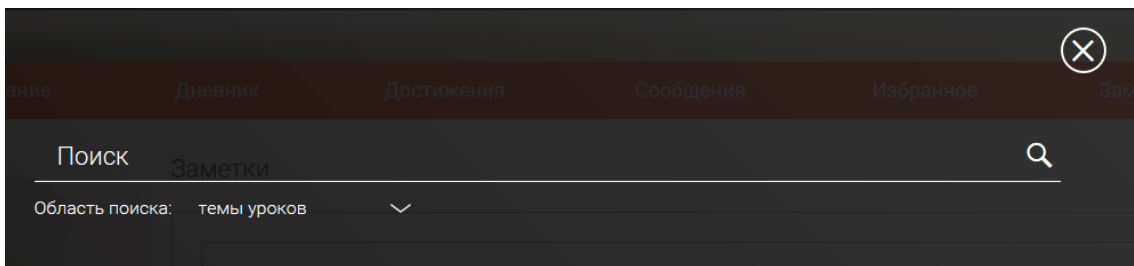 ание Дневник Достижения Сообщения Избранное Зам
Поиск
Заметки
Область поиска: темы уроков